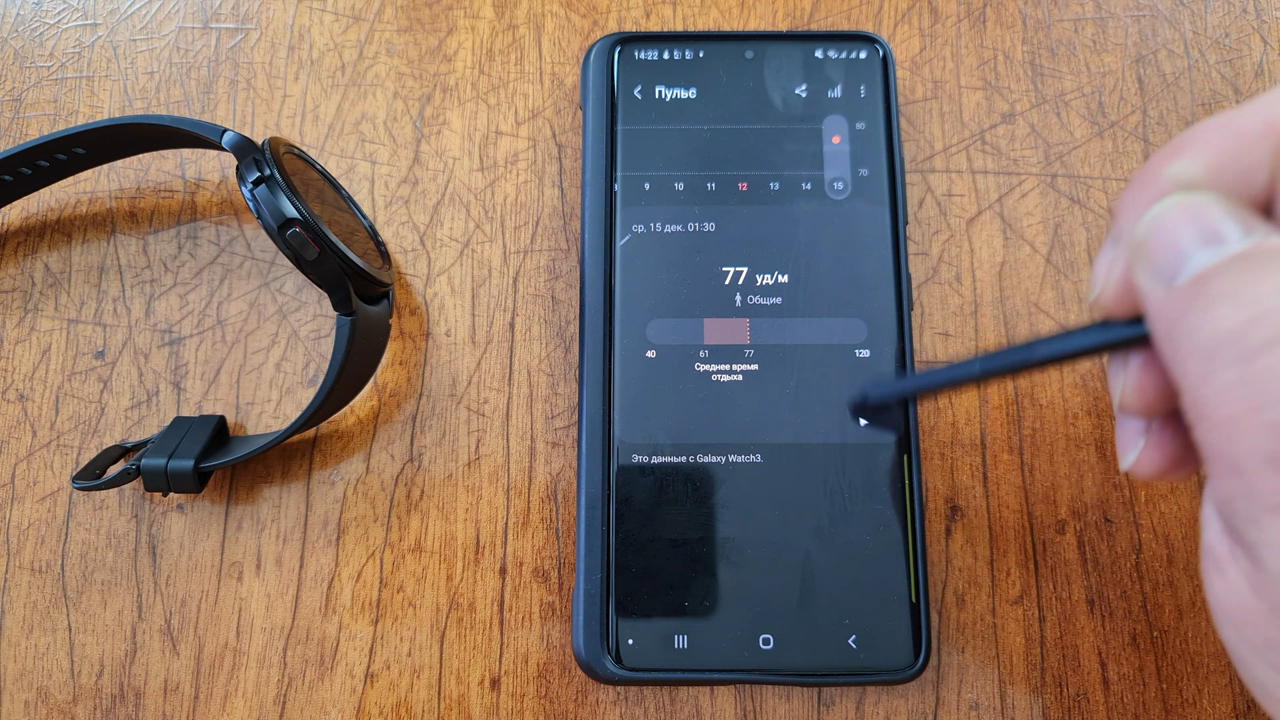 14:22
Пульс
80
70
9 10 11 12 13 14 15
ср, 15 дек. 01:30
77 уд/м
Общие
40 61 77 120
Среднее время
отдыха
Это данные с Galaxy Watch3.